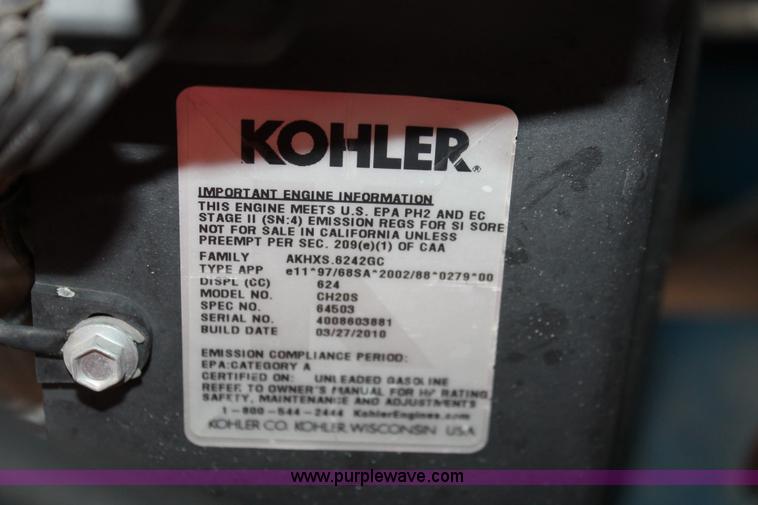 KOHLER.
IMPORTANT ENGINE INFORMATION
THIS ENGINE MEETS U.S. EPA PH2 AND EC
STAGE II (SN:4) EMISSION REGS FOR SI SORE
NOT FOR SALE IN CALIFORNIA UNLESS
PREEMPT PER SEC. 209(e)(1) OF CAA
FAMILY AKHXS.6242GC
TYPE APP e11*97/68SA*2002/88*0279*00
DISPL (CC) 624
MODEL NO. CH20S
SPEC NO. 64503
SERIAL NO. 4008603881
BUILD DATE 03/27/2010
EMISSION COMPLIANCE PERIOD:
EPA:CATEGORY A
CERTIFIED ON: UNLEADED GASOLINE
REFER TO OWNER'S MANUAL FOR HP RATING
SAFETY, MAINTENANCE AND ADJUSTMENTS
1-800-544-2444 KohlerEngines.com
KOHLER CO. KOHLER, WISCONSIN USA
www.purplewave.com